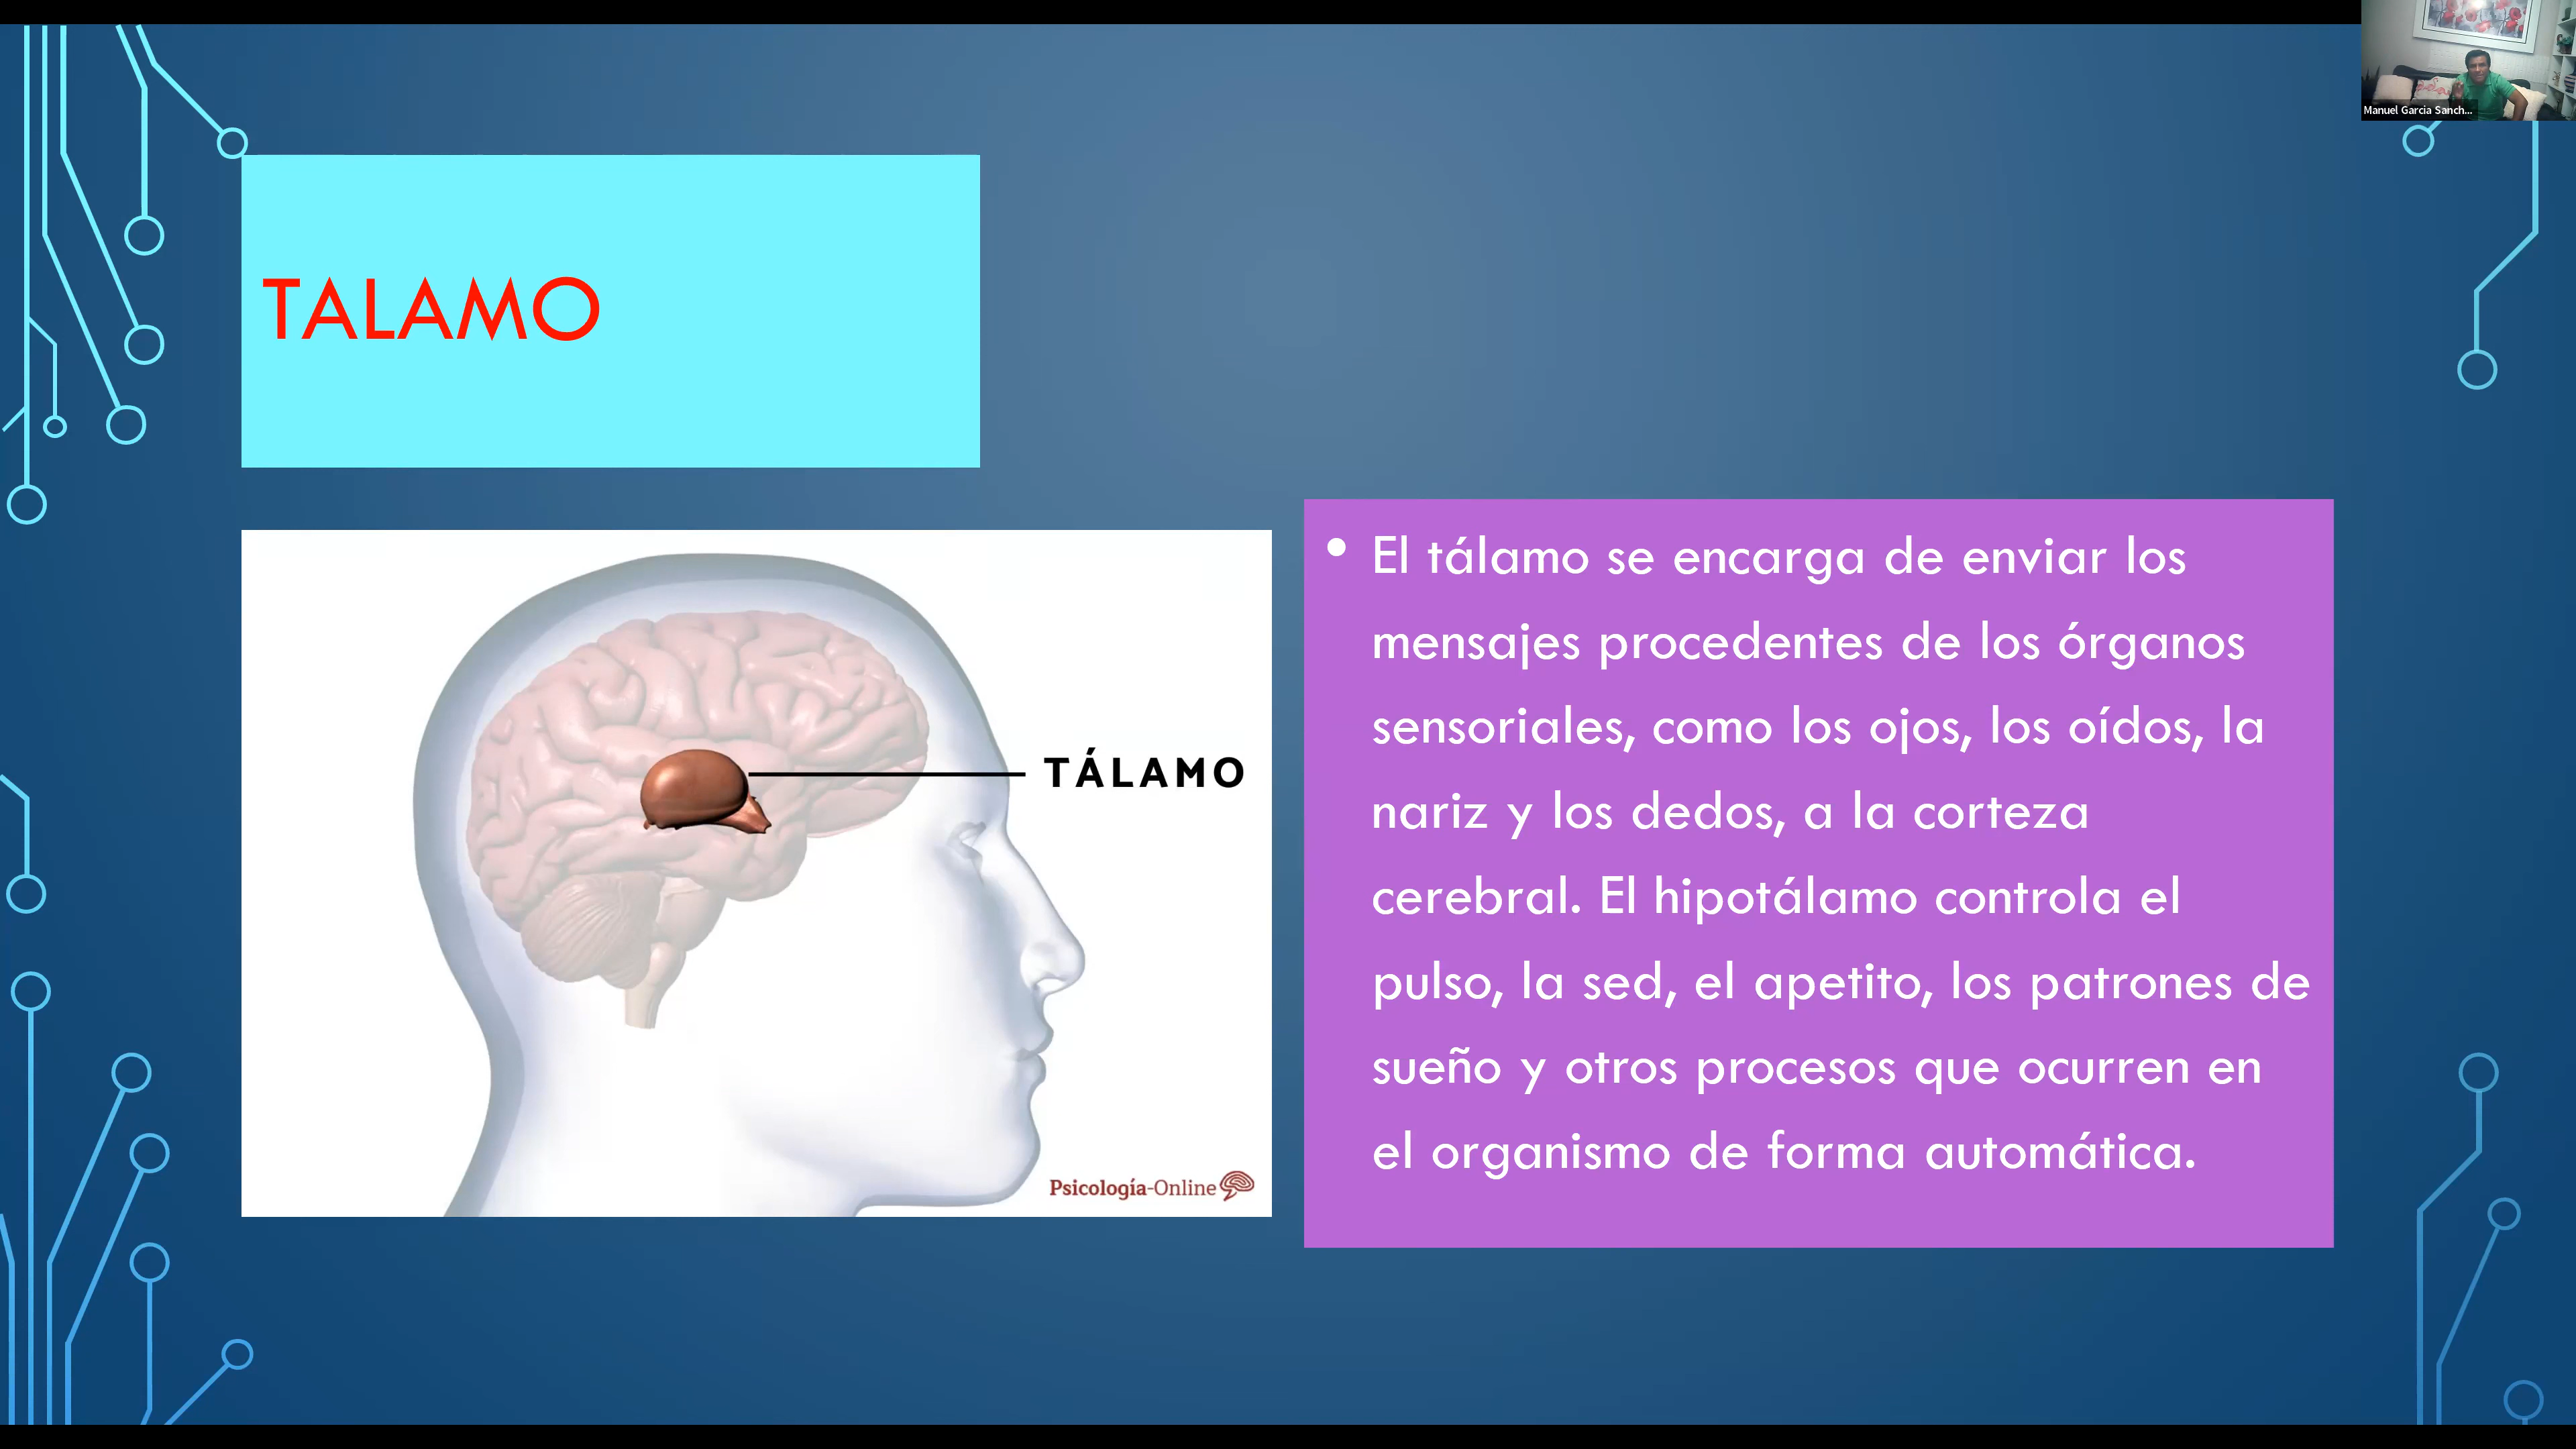 Manuel Garcia Sanch...
TALAMO
TÁLAMO
Psicología-Online
• El tálamo se encarga de enviar los
mensajes procedentes de los órganos
sensoriales, como los ojos, los oídos, la
nariz y los dedos, a la corteza
cerebral. El hipotálamo controla el
pulso, la sed, el apetito, los patrones de
sueño y otros procesos que ocurren en
el organismo de forma automática.